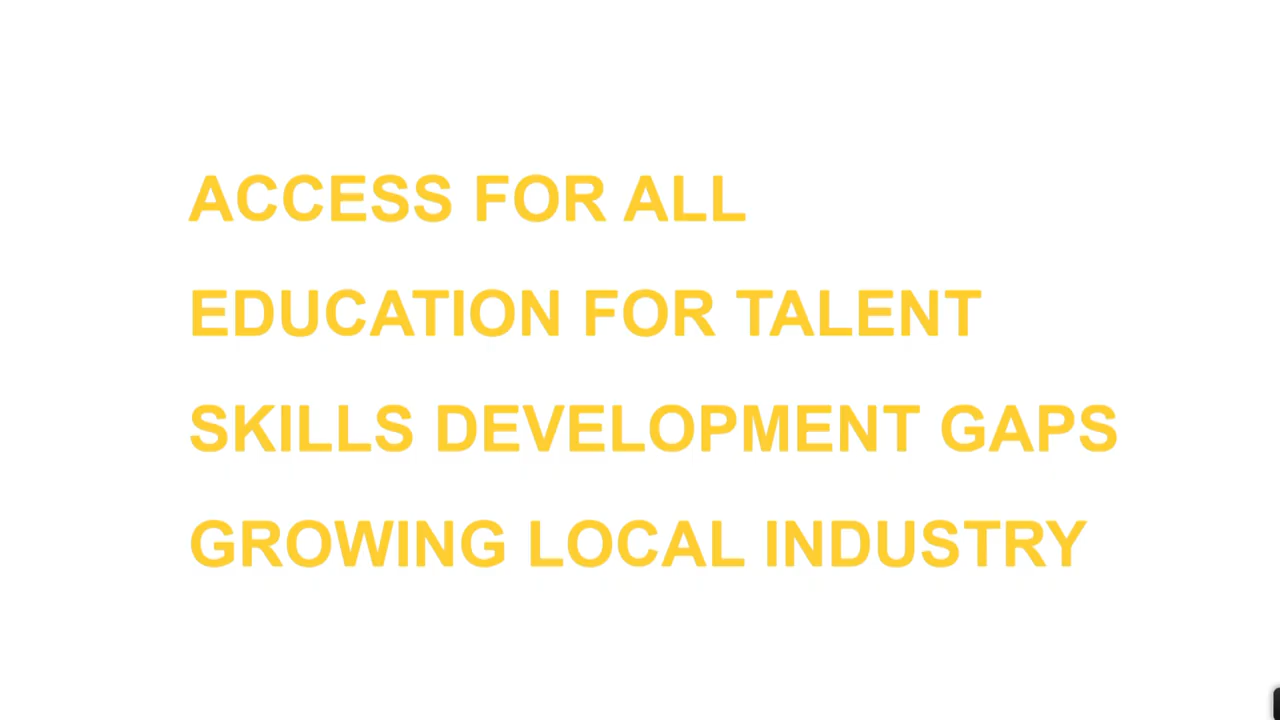 ACCESS FOR ALL
EDUCATION FOR TALENT
SKILLS DEVELOPMENT GAPS
GROWING LOCAL INDUSTRY